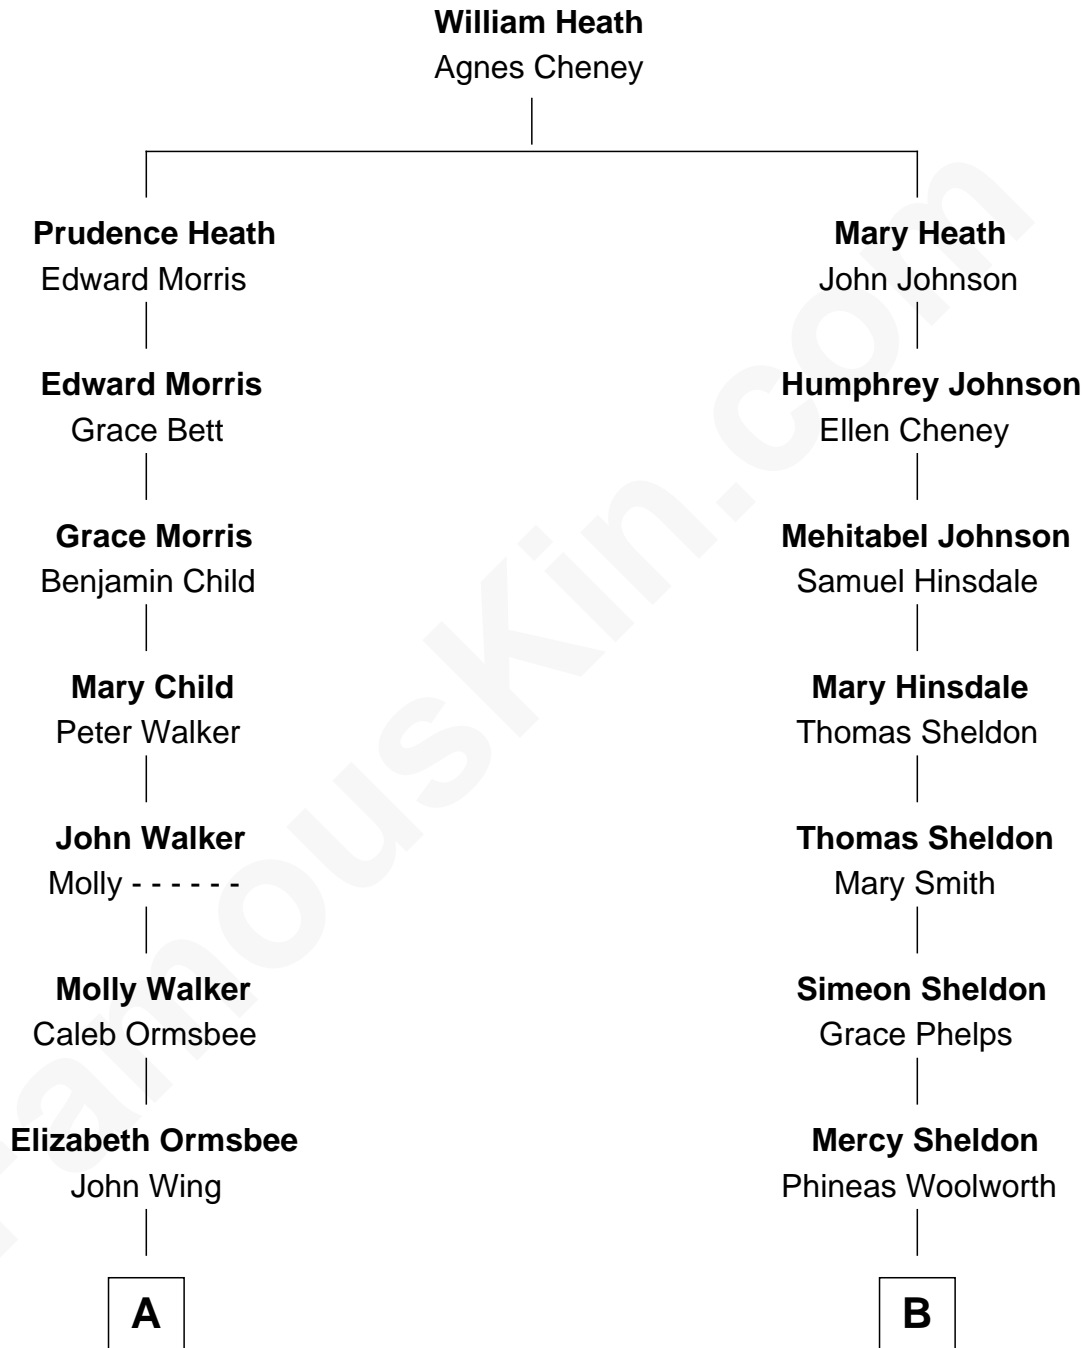 William Heath
Agnes Cheney
Prudence Heath
Edward Morris
Mary Heath
John Johnson
Edward Morris
Grace Bett
Humphrey Johnson
Ellen Cheney
Grace Morris
Benjamin Child
Mehitabel Johnson
Samuel Hinsdale
Mary Child
Peter Walker
Mary Hinsdale
Thomas Sheldon
John Walker
Molly - - - - - -
Thomas Sheldon
Mary Smith
Molly Walker
Caleb Ormsbee
Simeon Sheldon
Grace Phelps
Elizabeth Ormsbee
John Wing
Mercy Sheldon
Phineas Woolworth
A
B
FamousKin.com